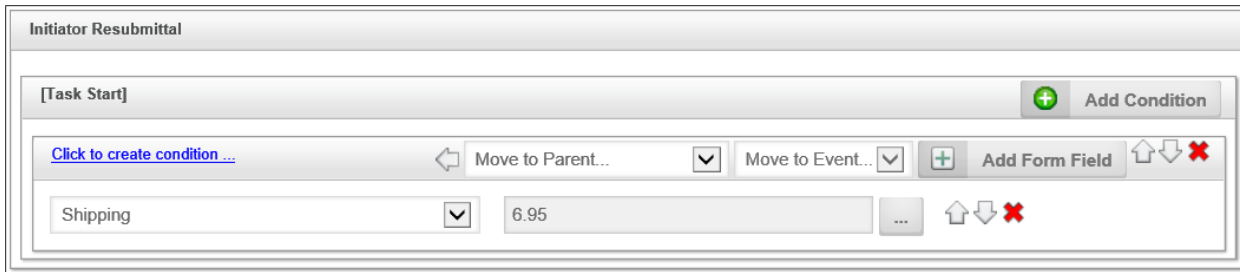 Initiator Resubmittal
[Task Start]
Add Condition
Click to create condition ...
Move to Parent...
Move to Event...
Add Form Field
Shipping
6.95
...